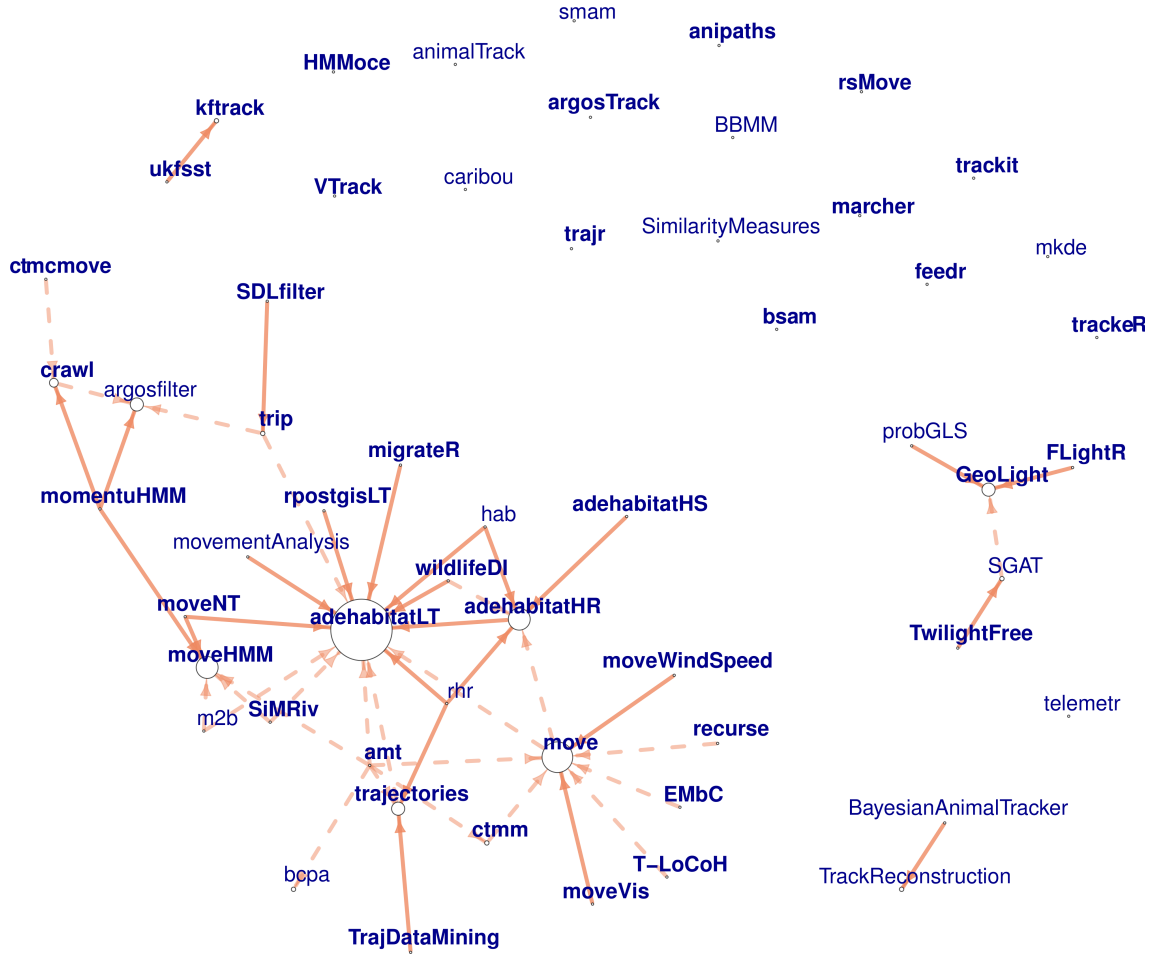 smam
anipaths
animalTrack
HMMoce
rsMove
argosTrack
kftrack
BBMM
trackit
ukfsst
caribou
VTrack
marcher
SimilarityMeasures
trajr
mkde
ctmcmove
feedr
SDLfilter
bsam
trackeR
crawl
argosfilter
trip
probGLS
migrateR
FLightR
GeoLight
momentuHMM
rpostgisLT
adehabitatHS
hab
movementAnalysis
wildlifeDI
SGAT
moveNT
adehabitatHR
adehabitatLT
TwilightFree
moveHMM
moveWindSpeed
rhr
telemetr
SiMRiv
m2b
recurse
move
amt
trajectories
EMbC
BayesianAnimalTracker
ctmm
T−LoCoH
bcpa
TrackReconstruction
moveVis
TrajDataMining